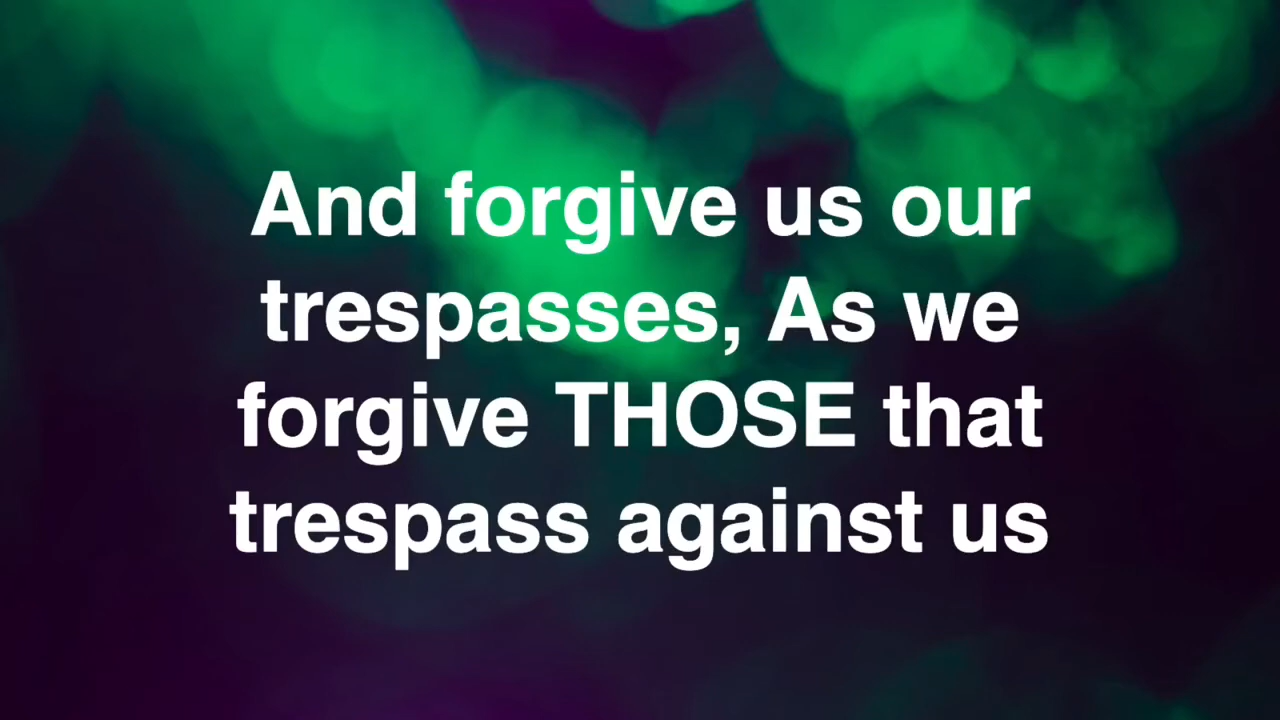 And forgive us our
trespasses, As we
forgive THOSE that
trespass against us